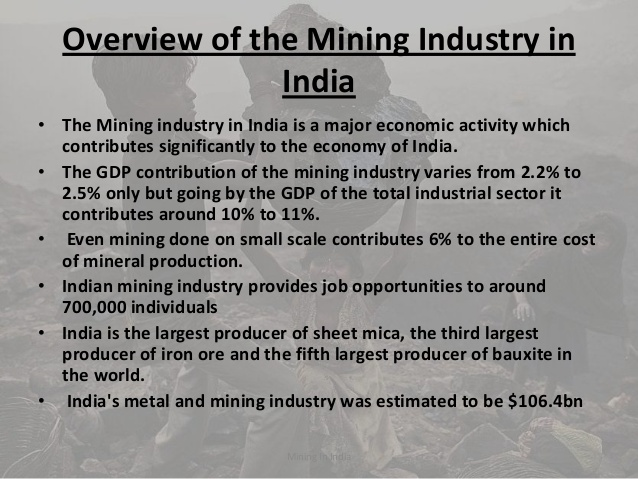 Overview of the Mining Industry in
India
• The Mining industry in India is a major economic activity which
contributes significantly to the economy of India.
• The GDP contribution of the mining industry varies from 2.2% to
2.5% only but going by the GDP of the total industrial sector it
contributes around 10% to 11%.
• Even mining done on small scale contributes 6% to the entire cost
of mineral production.
• Indian mining industry provides job opportunities to around
700,000 individuals
• India is the largest producer of sheet mica, the third largest
producer of iron ore and the fifth largest producer of bauxite in
the world.
• India's metal and mining industry was estimated to be $106.4bn
Mining in India